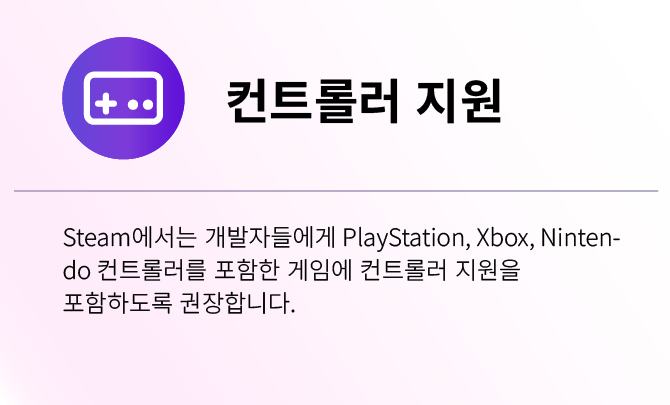 컨트롤러 지원
Steam에서는 개발자들에게 PlayStation, Xbox, Ninten-
do 컨트롤러를 포함한 게임에 컨트롤러 지원을
포함하도록 권장합니다.